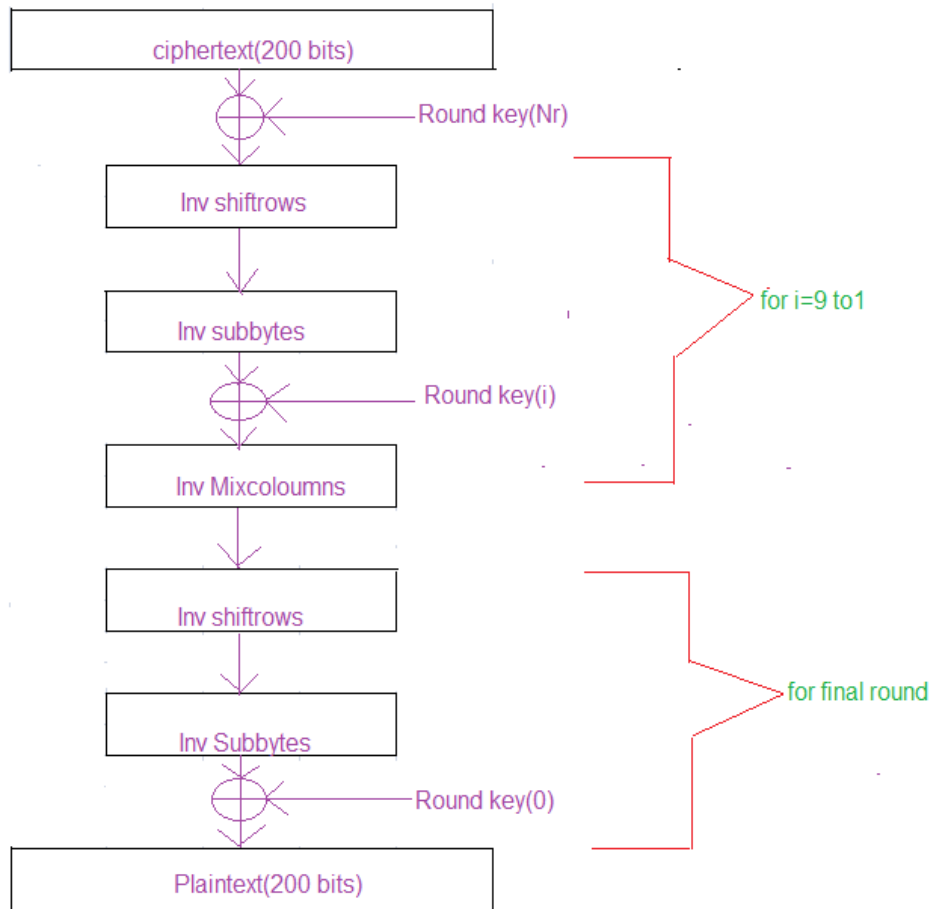 ciphertext(200 bits)
Round key(Nr)
Inv shiftrows
for i=9 to1
Inv subbytes
Round key(i)
Inv Mixcoloumns
Inv shiftrows
for final round
Inv Subbytes
Round key(0)
Plaintext(200 bits)